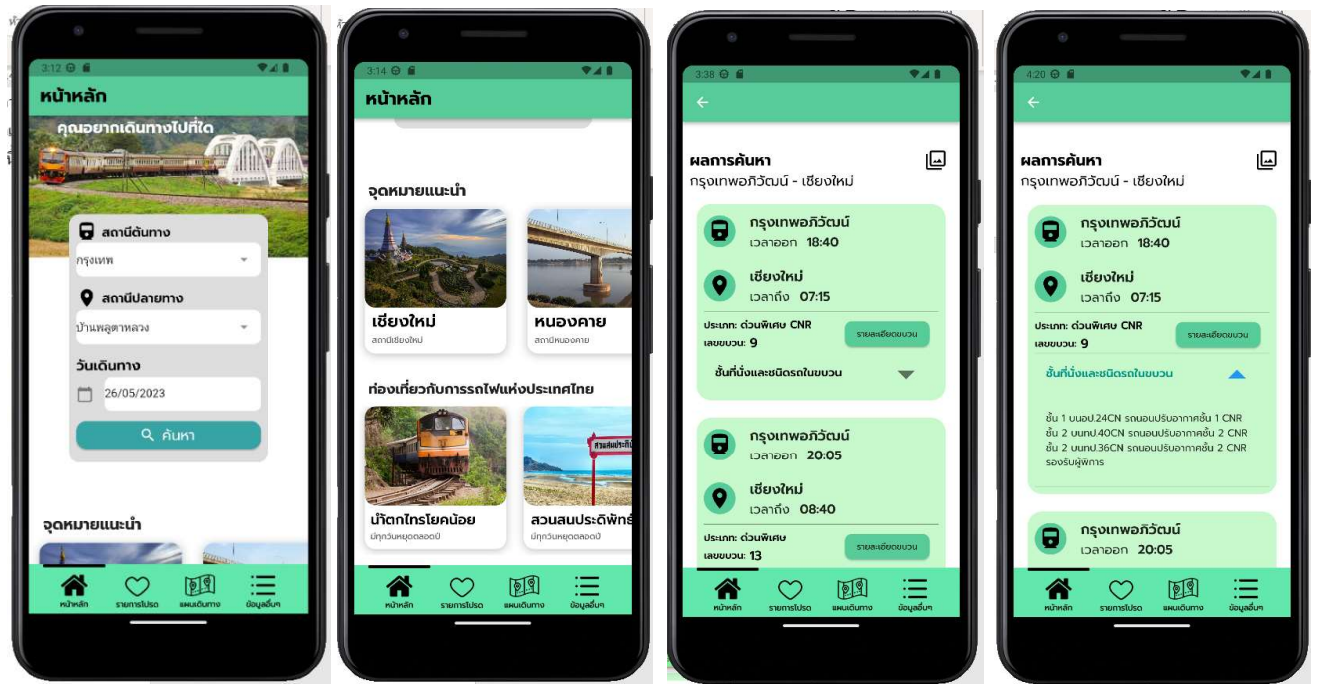 3:12
หน้าหลัก
คุณอยากเดินทางไปที่ใด
สถานีต้นทาง
กรุงเทพ
สถานีปลายทาง
บ้านพลูตาหลวง
วันเดินทาง
26/05/2023
ค้นหา
จุดหมายแนะนำ
หน้าหลัก
รายการโปรด
แผนเดินทาง
ข้อมูลอื่นๆ
3:14
หน้าหลัก
จุดหมายแนะนำ
เชียงใหม่
สถานีเชียงใหม่
หนองคาย
สถานีหนองคาย
ท่องเที่ยวกับการรถไฟแห่งประเทศไทย
น้ำตกไทรโยคน้อย
มีทุกวันหยุดตลอดปี
สวนสนประดิพัทธ์
มีทุกวันหยุดตลอดปี
หน้าหลัก
รายการโปรด
แผนเดินทาง
ข้อมูลอื่นๆ
3:38
ผลการค้นหา
กรุงเทพอภิวัฒน์ - เชียงใหม่
กรุงเทพอภิวัฒน์
เวลาออก 18:40
เชียงใหม่
เวลาถึง 07:15
ประเภท: ด่วนพิเศษ CNR
เลขขบวน: 9
รายละเอียดขบวน
ชั้นที่นั่งและชนิดรถในขบวน
กรุงเทพอภิวัฒน์
เวลาออก 20:05
เชียงใหม่
เวลาถึง 08:40
ประเภท: ด่วนพิเศษ
เลขขบวน: 13
รายละเอียดขบวน
หน้าหลัก
รายการโปรด
แผนเดินทาง
ข้อมูลอื่นๆ
4:20
ผลการค้นหา
กรุงเทพอภิวัฒน์ - เชียงใหม่
กรุงเทพอภิวัฒน์
เวลาออก 18:40
เชียงใหม่
เวลาถึง 07:15
ประเภท: ด่วนพิเศษ CNR
เลขขบวน: 9
รายละเอียดขบวน
ชั้นที่นั่งและชนิดรถในขบวน
ชั้น 1 บนอป.24CN รถนอนปรับอากาศชั้น 1 CNR
ชั้น 2 บนทป.40CN รถนอนปรับอากาศชั้น 2 CNR
ชั้น 2 บนทป.36CN รถนอนปรับอากาศชั้น 2 CNR
รองรับผู้พิการ
กรุงเทพอภิวัฒน์
เวลาออก 20:05
หน้าหลัก
รายการโปรด
แผนเดินทาง
ข้อมูลอื่นๆ